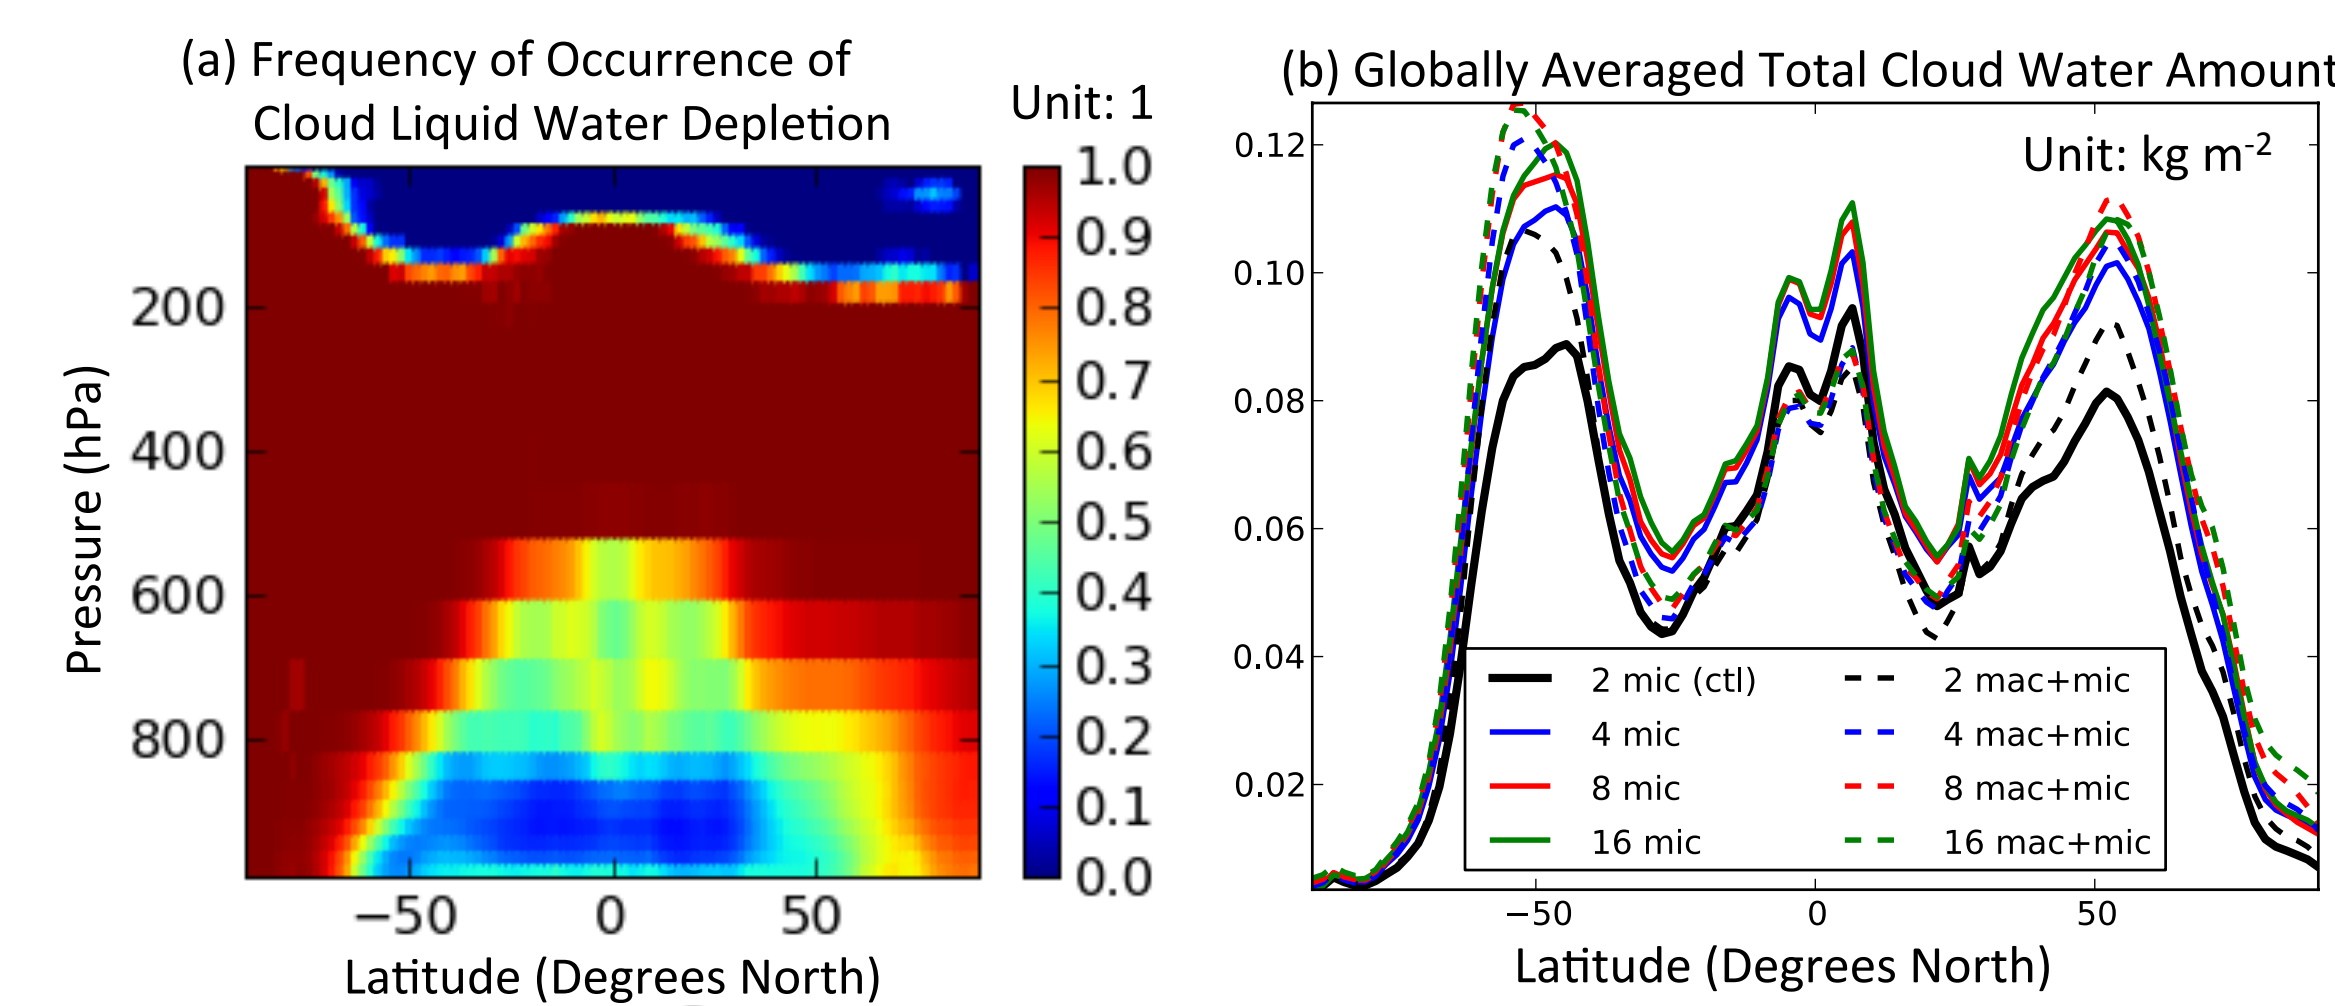 (a) Frequency of Occurrence of
Cloud Liquid Water Depletion
Unit: 1
1.0
0.9
0.8
0.7
0.6
0.5
0.4
0.3
0.2
0.1
0.0
200
400
600
800
Pressure (hPa)
−50 0 50
Latitude (Degrees North)
(b) Globally Averaged Total Cloud Water Amount
Unit: kg m-2
0.12
0.10
0.08
0.06
0.04
0.02
2 mic (ctl)
4 mic
8 mic
16 mic
2 mac+mic
4 mac+mic
8 mac+mic
16 mac+mic
−50 0 50
Latitude (Degrees North)